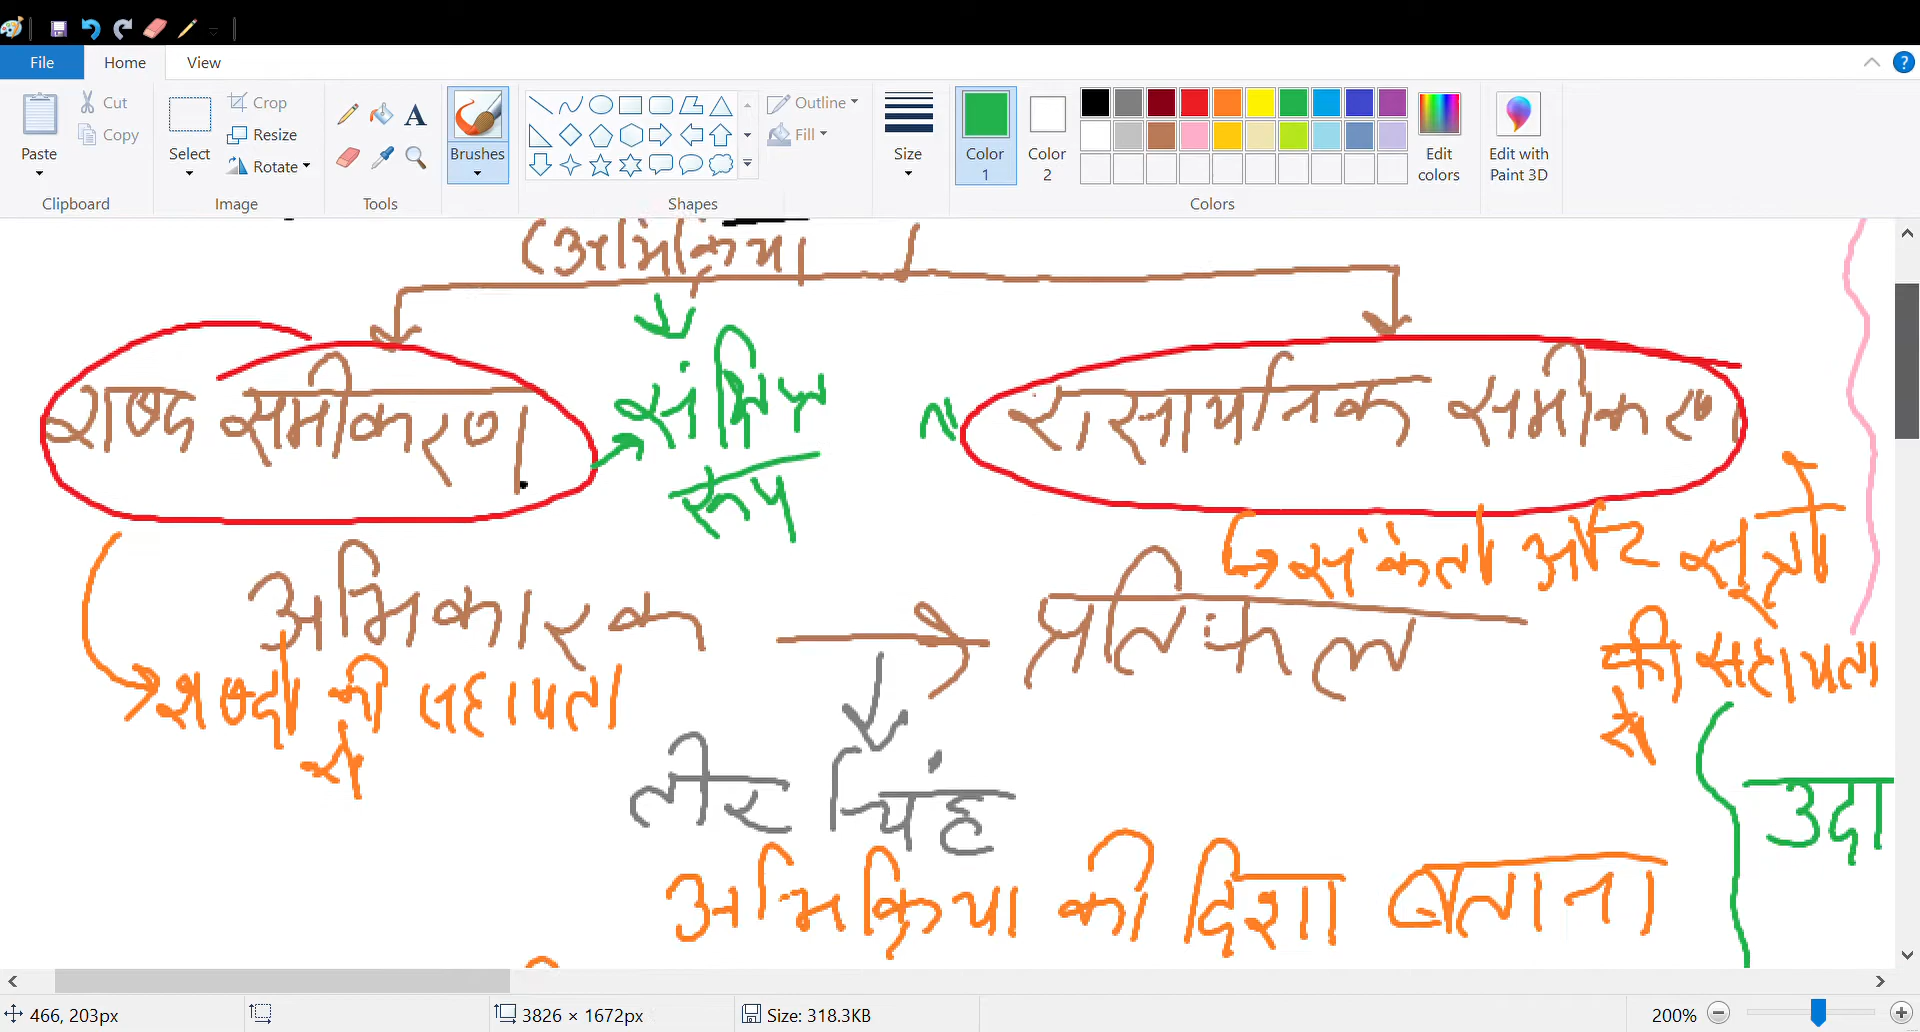 File Home View
Cut
Copy
Paste
Clipboard
Select
Crop
Resize
Rotate
Image
Tools
Brushes
Shapes
Outline
Fill
Size
Color 1
Color 2
Edit colors
Edit with Paint 3D
Colors
(अभिक्रिया)
शब्द समीकरण
संक्षिप्त
रूप
रासायनिक समीकरण
संकेतों और सूत्रों
की सहायता
से
अभिकारक → प्रतिफल
शब्दों की सहायता
से
तीर चिंह
उदा
अभिक्रिया की दिशा बताना
466, 203px
3826 × 1672px
Size: 318.3KB
200%